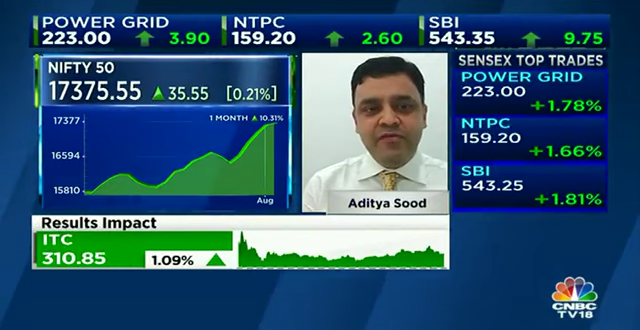 POWER GRID
223.00 3.90
NTPC
159.20 2.60
SBI
543.35 9.75
NIFTY 50
17375.55 35.55 [0.21%]
1 MONTH 10.31%
17377
16594
15810
Aug
Aditya Sood
SENSEX TOP TRADES
POWER GRID
223.00
+1.78%
NTPC
159.20
+1.66%
SBI
543.25
+1.81%
Results Impact
ITC
310.85 1.09%
CNBC
TV18